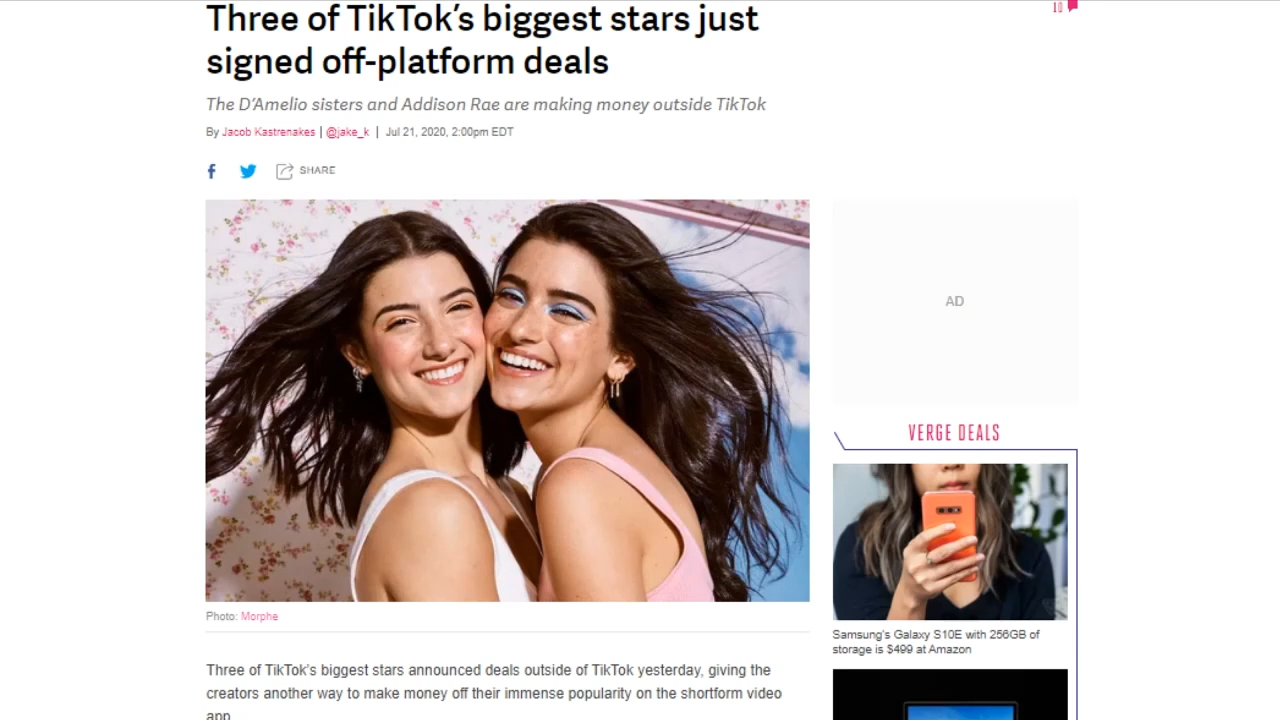 Three of TikTok's biggest stars just
signed off-platform deals
10
The D'Amelio sisters and Addison Rae are making money outside TikTok
By Jacob Kastrenakes | @jake_k | Jul 21, 2020, 2:00pm EDT
SHARE
AD
VERGE DEALS
Photo: Morphe
Samsung's Galaxy S10E with 256GB of
storage is $499 at Amazon
Three of TikTok's biggest stars announced deals outside of TikTok yesterday, giving the
creators another way to make money off their immense popularity on the shortform video
app.